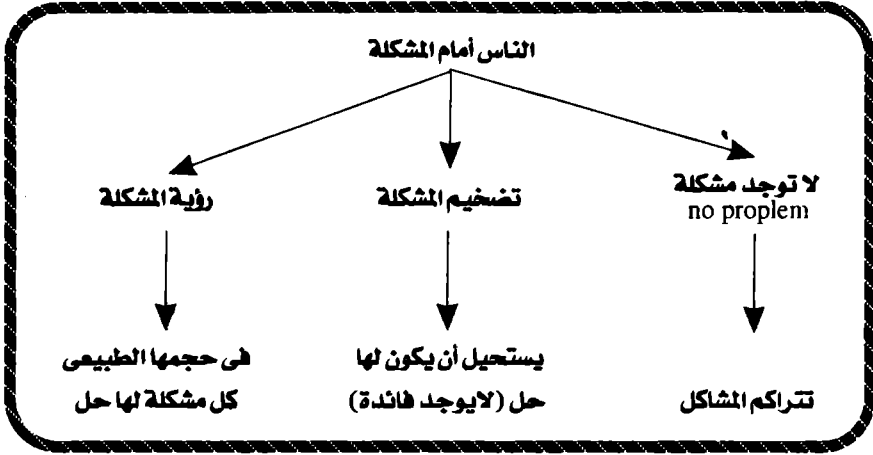 الناس أمام المشكلة
لا توجد مشكلة
no proplem
تضخيم المشكلة
رؤية المشكلة
تتراكم المشاكل
يستحيل أن يكون لها
حل (لايوجد فائدة)
فى حجمها الطبيعى
كل مشكلة لها حل